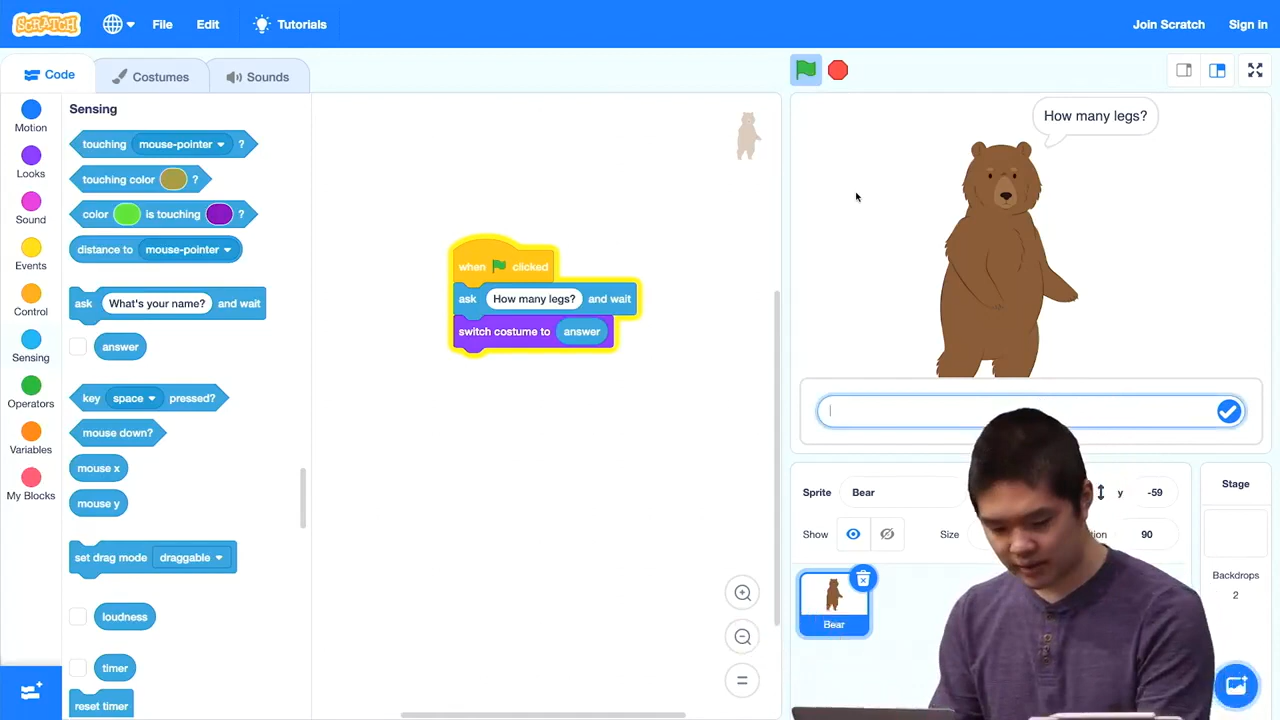 SCRATCH File Edit Tutorials Join Scratch Sign in
Code Costumes Sounds
Motion
Looks
Sound
Events
Control
Sensing
Operators
Variables
My Blocks
Sensing
touching mouse-pointer ?
touching color ?
color is touching ?
distance to mouse-pointer
ask What's your name? and wait
answer
key space pressed?
mouse down?
mouse x
mouse y
set drag mode draggable
loudness
timer
reset timer
when clicked
ask How many legs? and wait
switch costume to answer
How many legs?
Sprite Bear y -59
Show Size 90
Bear
Stage
Backdrops
2